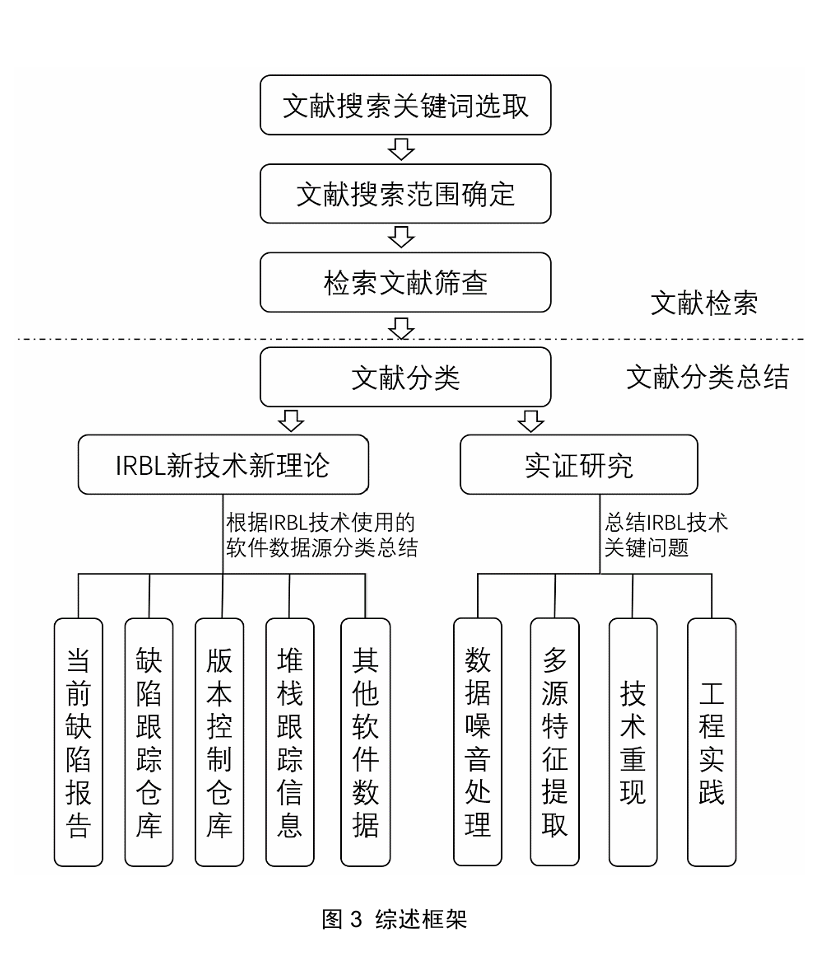 文献搜索关键词选取
文献搜索范围确定
检索文献筛查
文献检索
文献分类
文献分类总结
IRBL新技术新理论
实证研究
根据IRBL技术使用的
软件数据源分类总结
总结IRBL技术
关键问题
当前缺陷报告
缺陷跟踪仓库
版本控制仓库
堆栈跟踪信息
其他软件数据
数据噪音处理
多源特征提取
技术重现
工程实践
图 3 综述框架